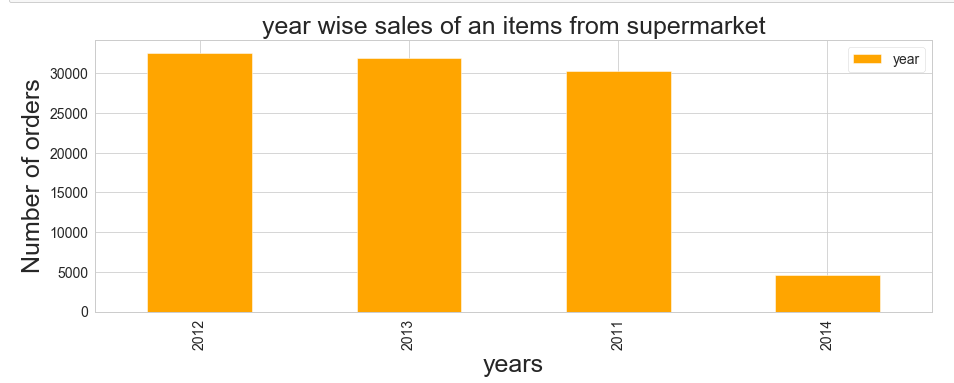 year wise sales of an items from supermarket
year
Number of orders
30000
25000
20000
15000
10000
5000
0
2012
2013
2011
2014
years